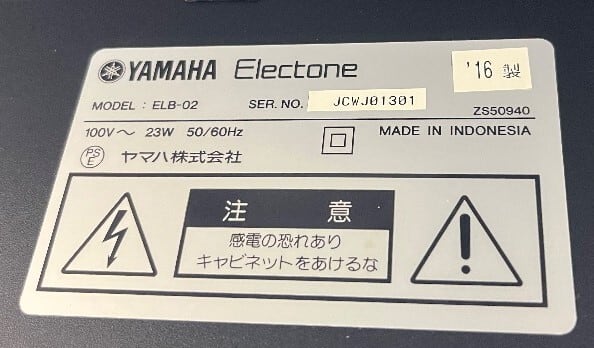 YAMAHA Electone '16 製
MODEL : ELB-02 SER. NO. JCWJ01301
ZS50940
100V～ 23W 50/60Hz MADE IN INDONESIA
PS E ヤマハ株式会社
注 意
感電の恐れあり
キャビネットをあけるな